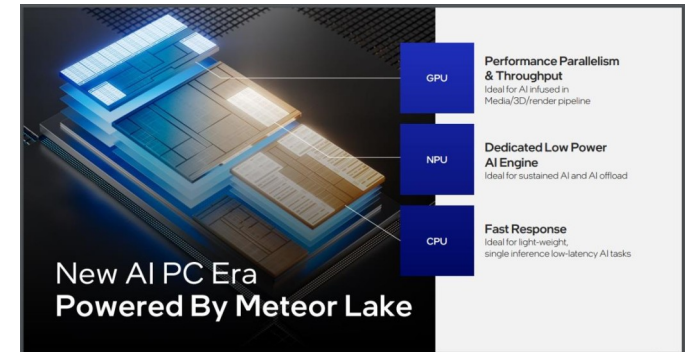 GPU
Performance Parallelism
& Throughput
Ideal for AI infused in
Media/3D/render pipeline
NPU
Dedicated Low Power
AI Engine
Ideal for sustained AI and AI offload
CPU
Fast Response
Ideal for light-weight,
single inference low-latency AI tasks
New AI PC Era
Powered By Meteor Lake